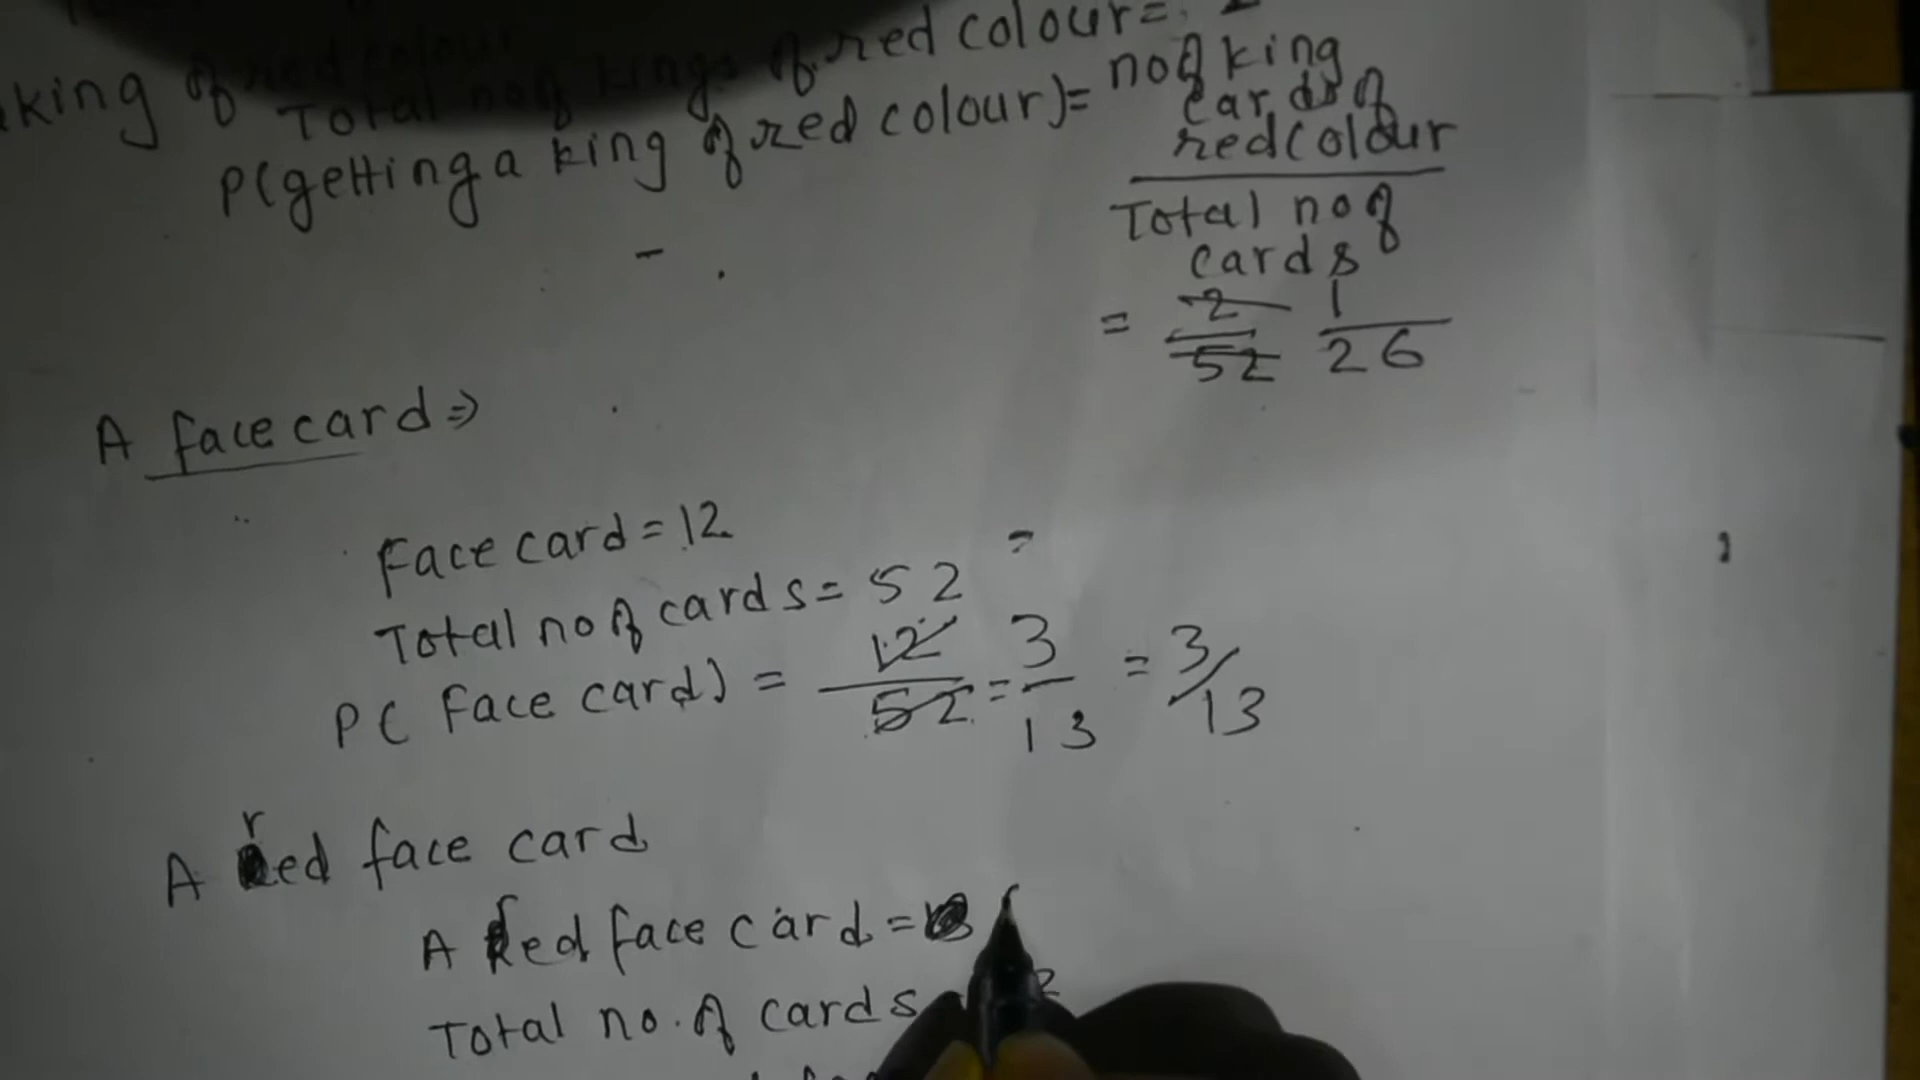 king of red colour
Total no of kings of red colour =
P(getting a king of red colour) = no of king cards of red colour
Total no of cards
= 2/52 1/26
A face card ⇒
Face card = 12
Total no of cards = 52
P( Face card) = 12/52 = 3/13 = 3/13
A red face card
A red face card =
Total no. of cards